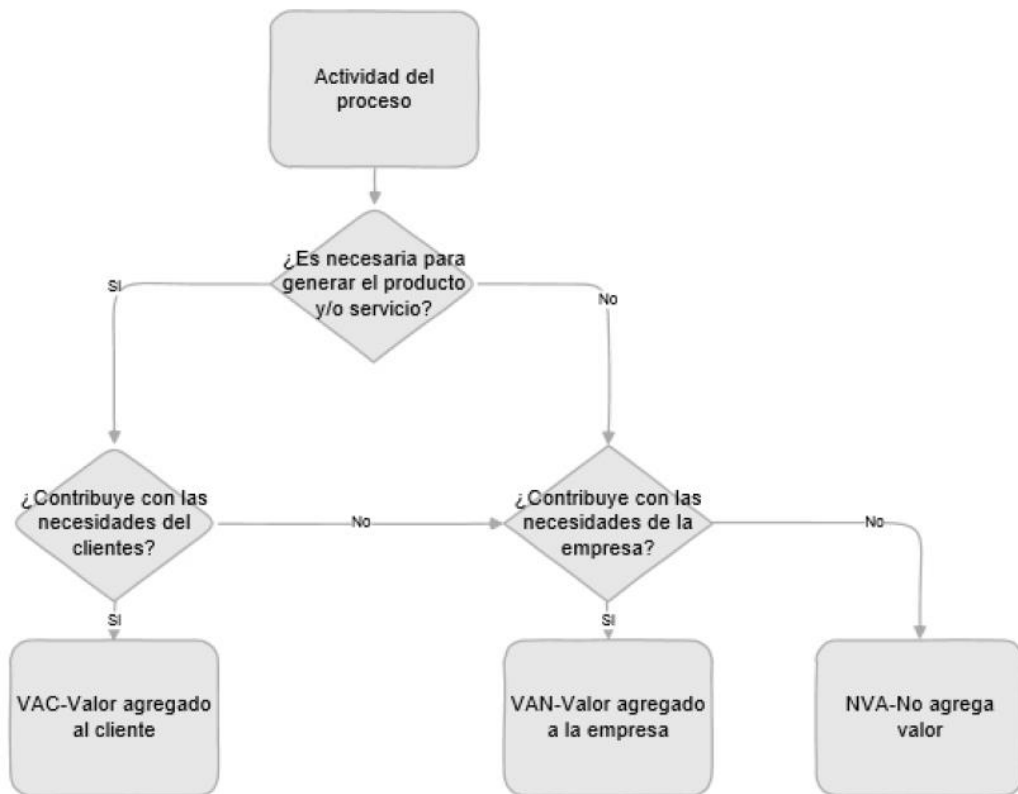 Actividad del
proceso
¿Es necesaria para
generar el producto
y/o servicio?
SI
No
¿Contribuye con las
necesidades del
clientes?
No
¿Contribuye con las
necesidades de la
empresa?
No
SI
SI
VAC-Valor agregado
al cliente
VAN-Valor agregado
a la empresa
NVA-No agrega
valor